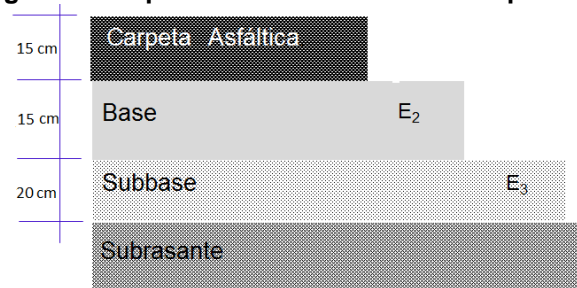 15 cm Carpeta Asfáltica
15 cm Base E₂
20 cm Subbase E₃
Subrasante